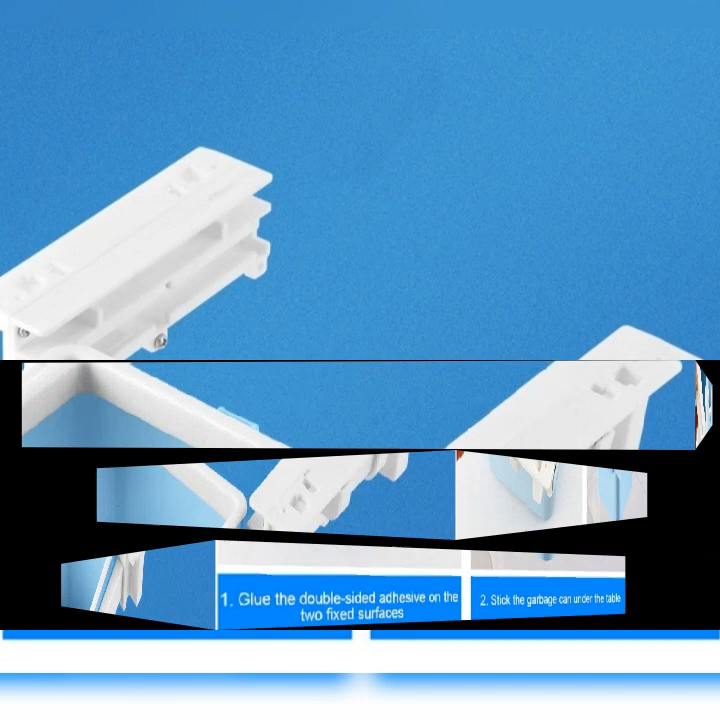 1. Glue the double-sided adhesive on the
two fixed surfaces
2. Stick the garbage can under the table